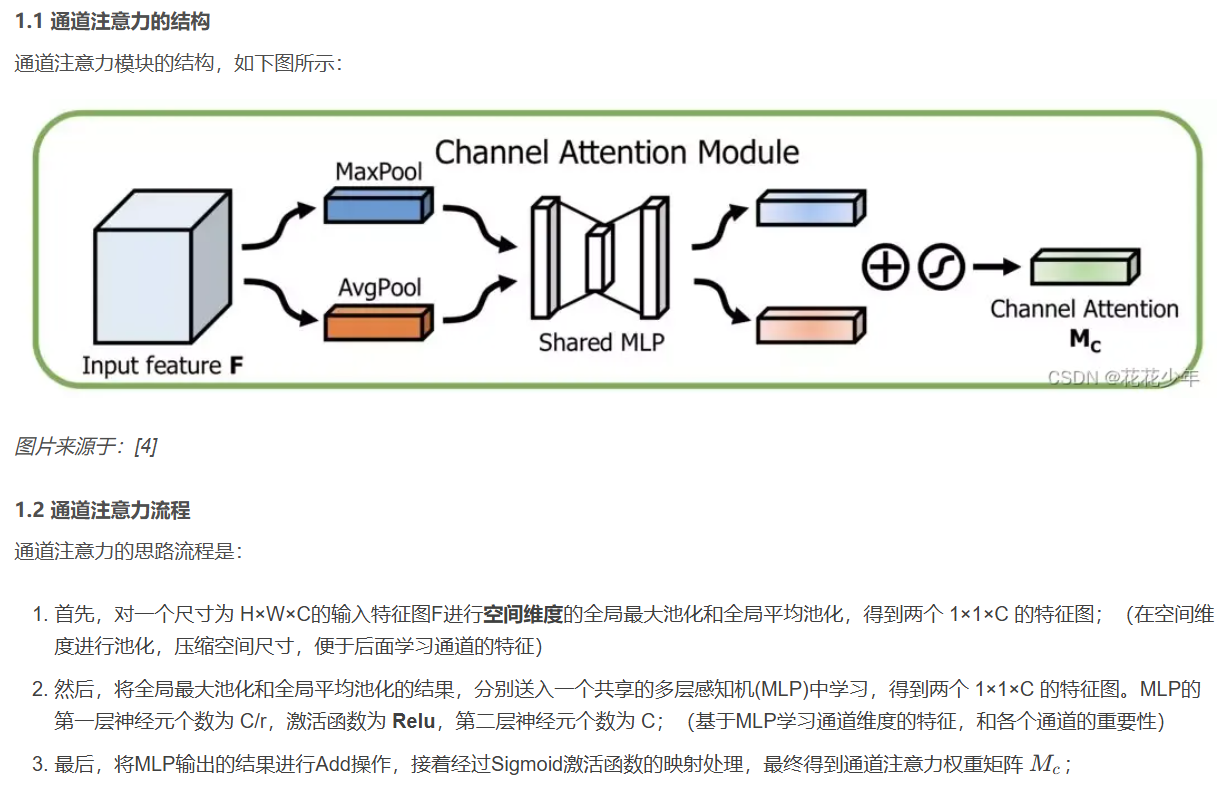 1.1 通道注意力的结构
通道注意力模块的结构，如下图所示：
Channel Attention Module
MaxPool
AvgPool
Input feature F
Shared MLP
Channel Attention
Mc
CSDN @花花少年
图片来源于：[4]
1.2 通道注意力流程
通道注意力的思路流程是：
1. 首先，对一个尺寸为 H×W×C的输入特征图F进行空间维度的全局最大池化和全局平均池化，得到两个 1×1×C 的特征图；（在空间维
度进行池化，压缩空间尺寸，便于后面学习通道的特征）
2. 然后，将全局最大池化和全局平均池化的结果，分别送入一个共享的多层感知机(MLP)中学习，得到两个 1×1×C 的特征图。MLP的
第一层神经元个数为 C/r，激活函数为 Relu，第二层神经元个数为 C；（基于MLP学习通道维度的特征，和各个通道的重要性）
3. 最后，将MLP输出的结果进行Add操作，接着经过Sigmoid激活函数的映射处理，最终得到通道注意力权重矩阵 Mc；